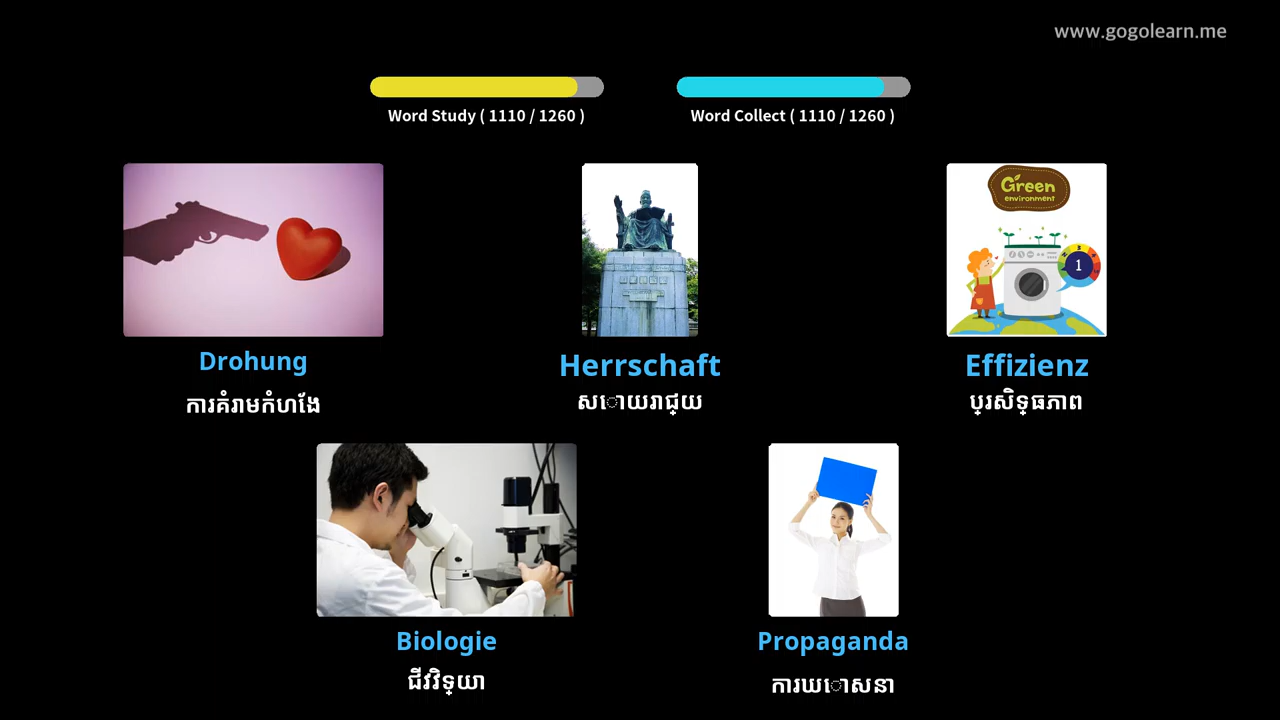 www.gogolearn.me
Word Study ( 1110 / 1260 )
Word Collect ( 1110 / 1260 )
Green
environment
1
Drohung
Herrschaft
Effizienz
ការគំរាមកំហែង
សោយរាជ្យ
ប្រសិទ្ធភាព
Biologie
Propaganda
ជីវវិទ្យា
ការឃោសនា